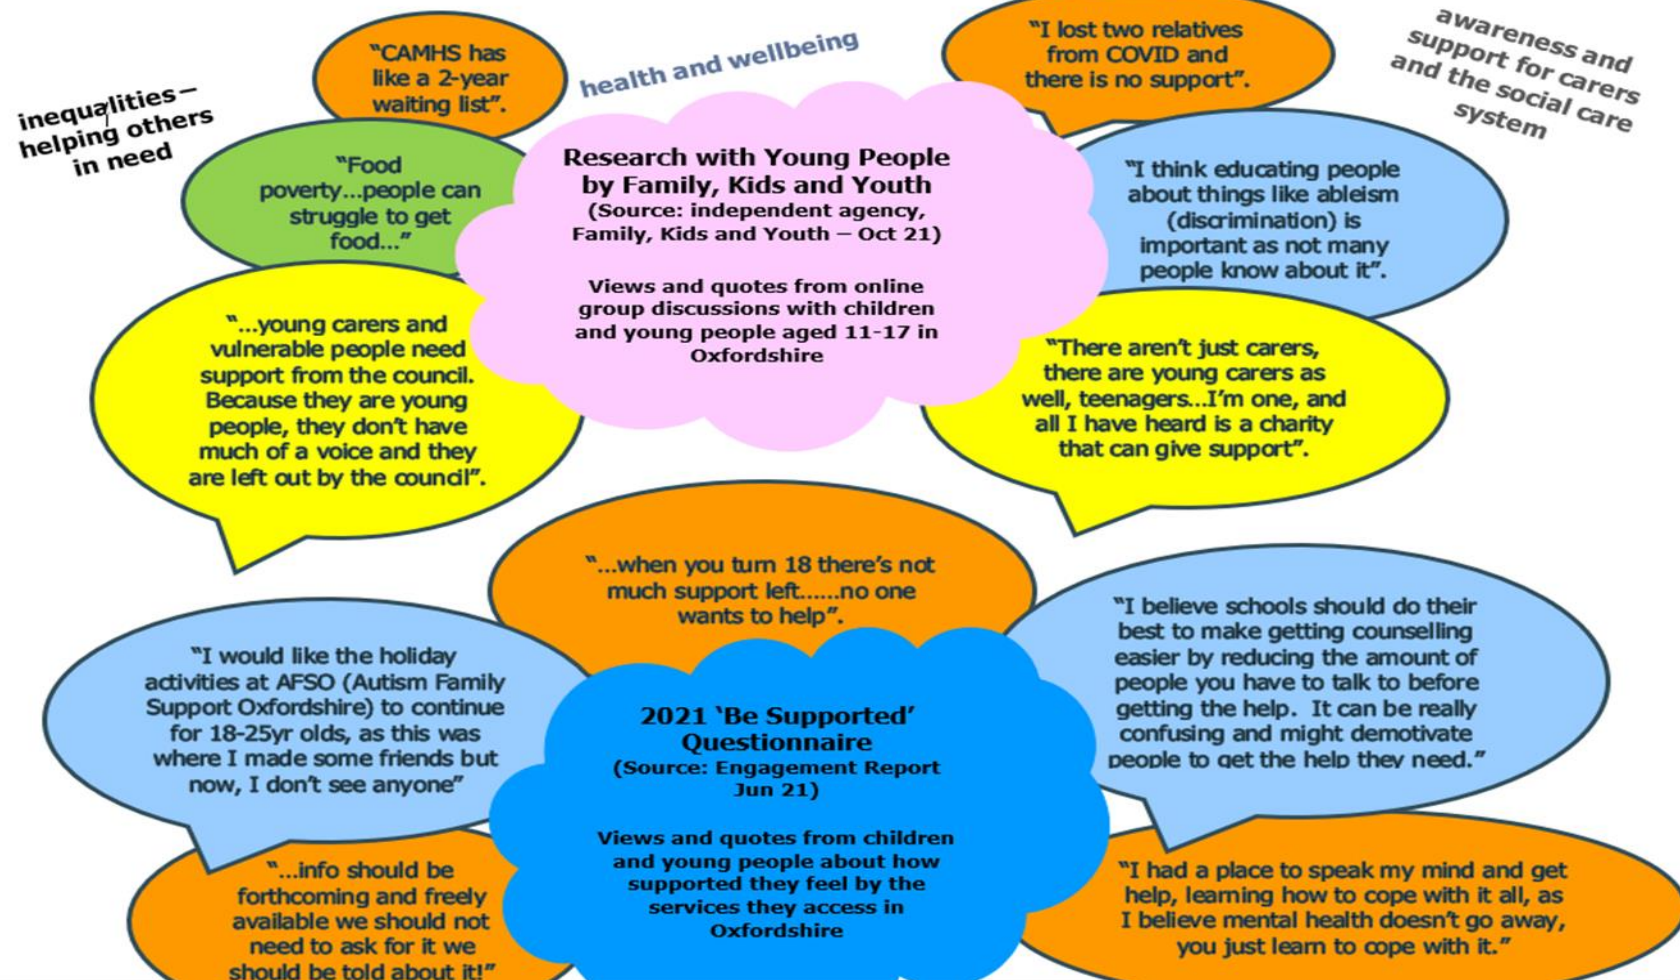 “CAMHS has
like a 2-year
waiting list”.
health and wellbeing
“I lost two relatives
from COVID and
there is no support”.
awareness and
support for carers
and the social care
system
inequalities–
helping others
in need
“Food
poverty...people can
struggle to get
food...”
Research with Young People
by Family, Kids and Youth
(Source: independent agency,
Family, Kids and Youth – Oct 21)
Views and quotes from online
group discussions with children
and young people aged 11-17 in
Oxfordshire
“I think educating people
about things like ableism
(discrimination) is
important as not many
people know about it”.
“...young carers and
vulnerable people need
support from the council.
Because they are young
people, they don’t have
much of a voice and they
are left out by the council”.
“There aren’t just carers,
there are young carers as
well, teenagers...I’m one, and
all I have heard is a charity
that can give support”.
“...when you turn 18 there’s not
much support left......no one
wants to help”.
“I would like the holiday
activities at AFSO (Autism Family
Support Oxfordshire) to continue
for 18-25yr olds, as this was
where I made some friends but
now, I don’t see anyone”
2021 ‘Be Supported’
Questionnaire
(Source: Engagement Report
Jun 21)
Views and quotes from children
and young people about how
supported they feel by the
services they access in
Oxfordshire
“I believe schools should do their
best to make getting counselling
easier by reducing the amount of
people you have to talk to before
getting the help.  It can be really
confusing and might demotivate
people to get the help they need.”
“...info should be
forthcoming and freely
available we should not
need to ask for it we
should be told about it!”
“I had a place to speak my mind and get
help, learning how to cope with it all, as
I believe mental health doesn’t go away,
you just learn to cope with it.”